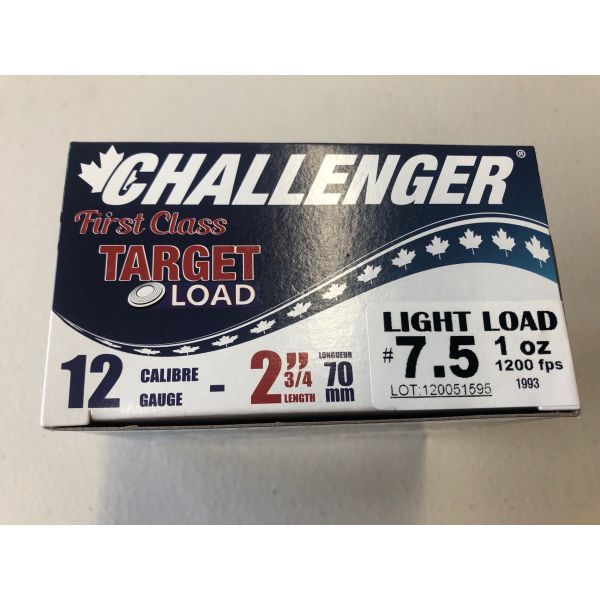 CHALLENGER®
First Class
TARGET
LOAD
12 CALIBRE GAUGE - 2" 3/4 LENGTH LONGUEUR 70 mm
LIGHT LOAD
# 7.5 1 oz
1200 fps
LOT:120051595 1993